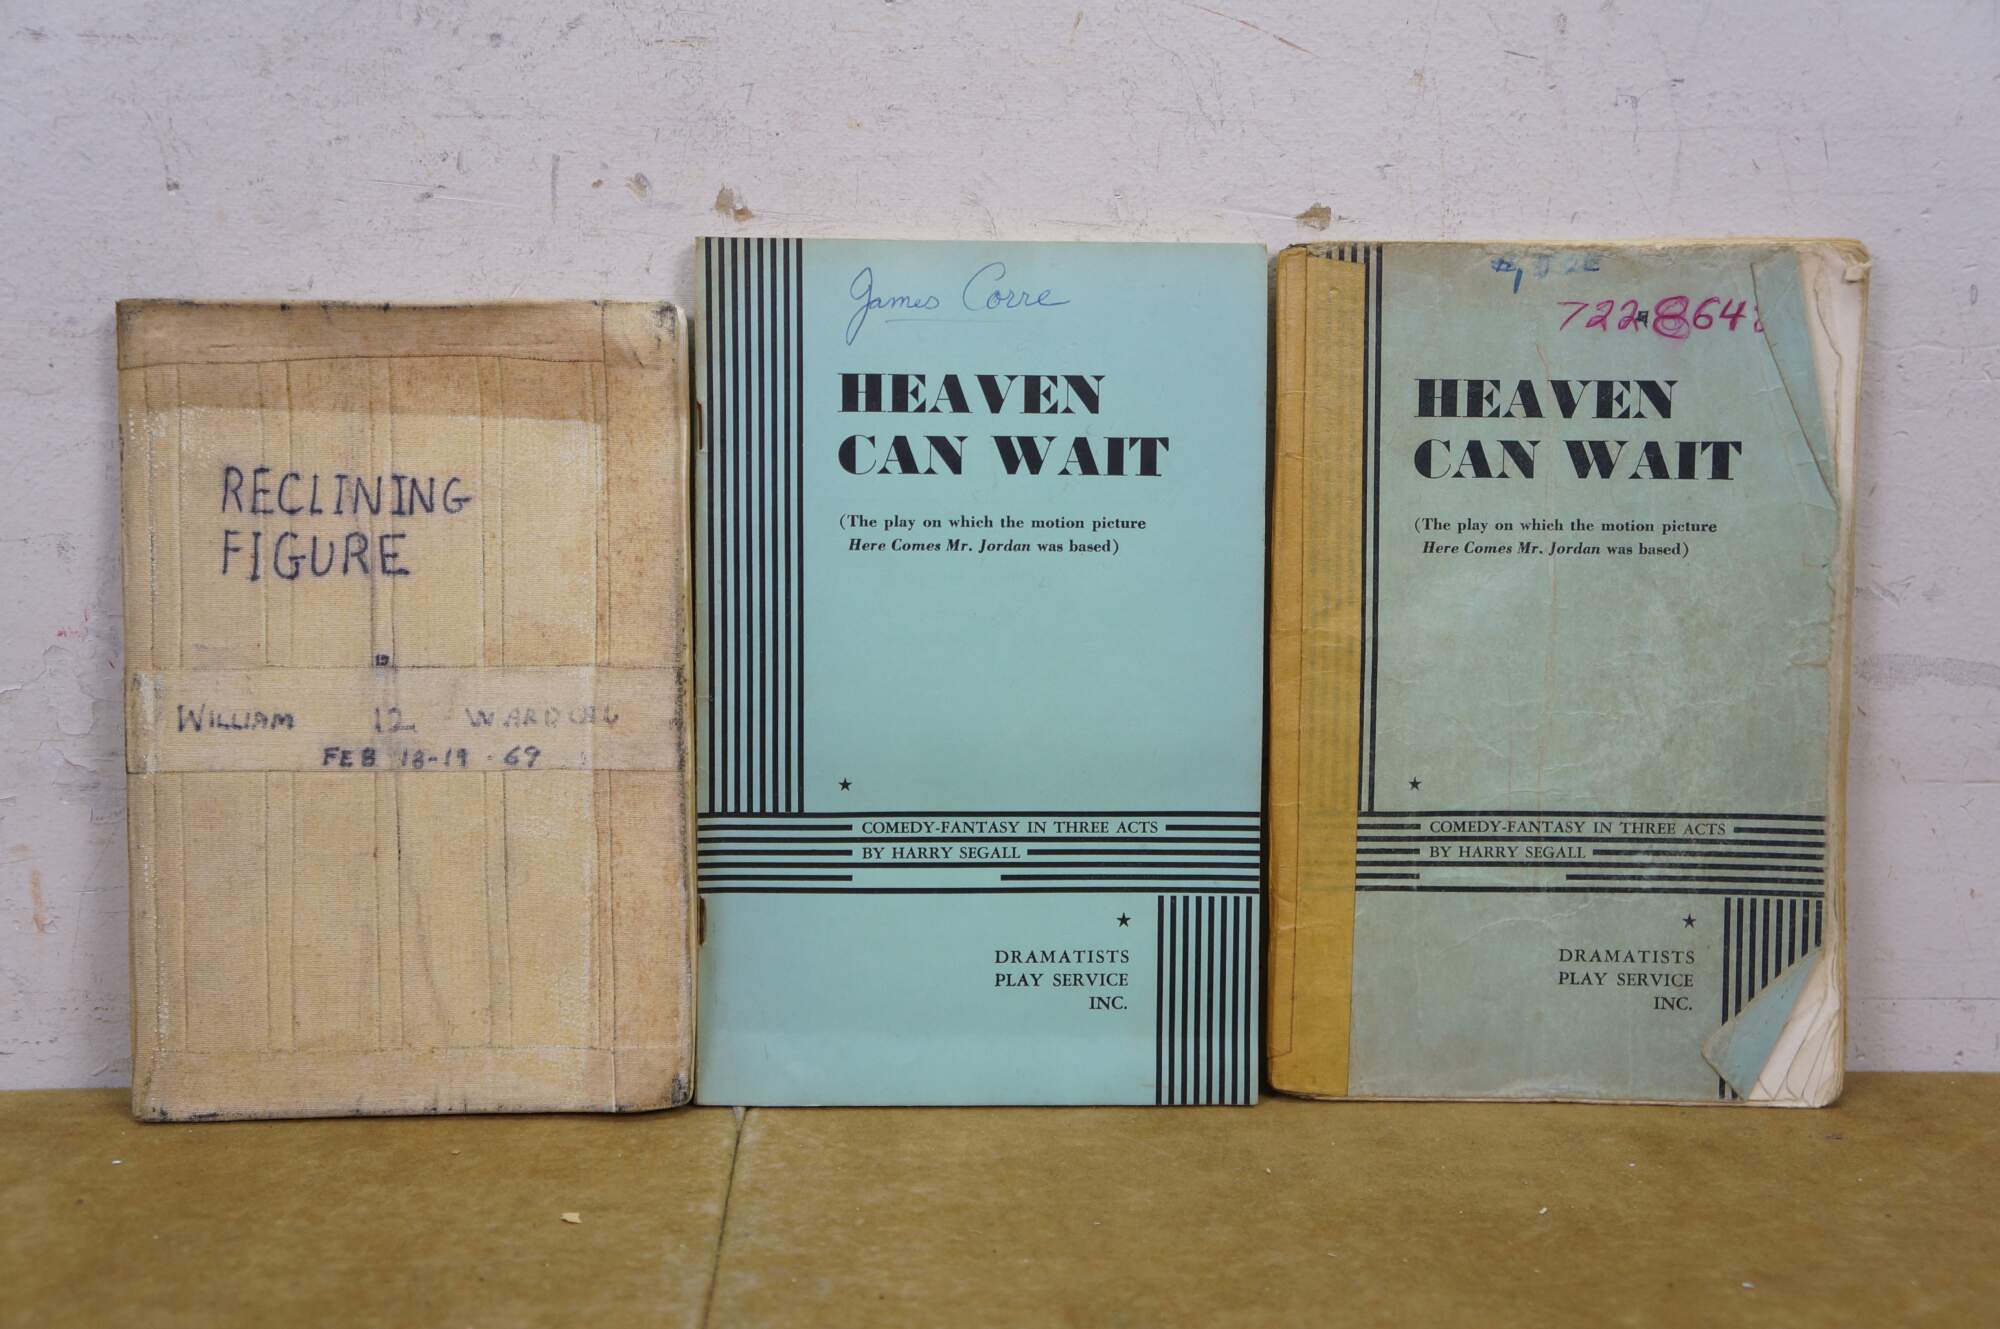 RECLINING
FIGURE
WILLIAM 12
FEB 18-19 · 69
James Corre
HEAVEN
CAN WAIT
(The play on which the motion picture
Here Comes Mr. Jordan was based)
★
COMEDY-FANTASY IN THREE ACTS
BY HARRY SEGALL
★
DRAMATISTS
PLAY SERVICE
INC.
722-8648
HEAVEN
CAN WAIT
(The play on which the motion picture
Here Comes Mr. Jordan was based)
★
COMEDY-FANTASY IN THREE ACTS
BY HARRY SEGALL
★
DRAMATISTS
PLAY SERVICE
INC.